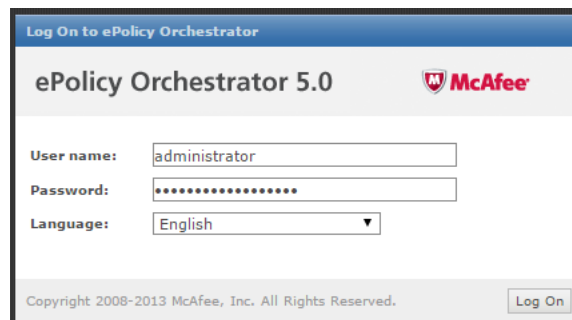 Log On to ePolicy Orchestrator
ePolicy Orchestrator 5.0
McAfee
User name: administrator
Password: ••••••••••••••••••
Language: English
Copyright 2008-2013 McAfee, Inc. All Rights Reserved.
Log On